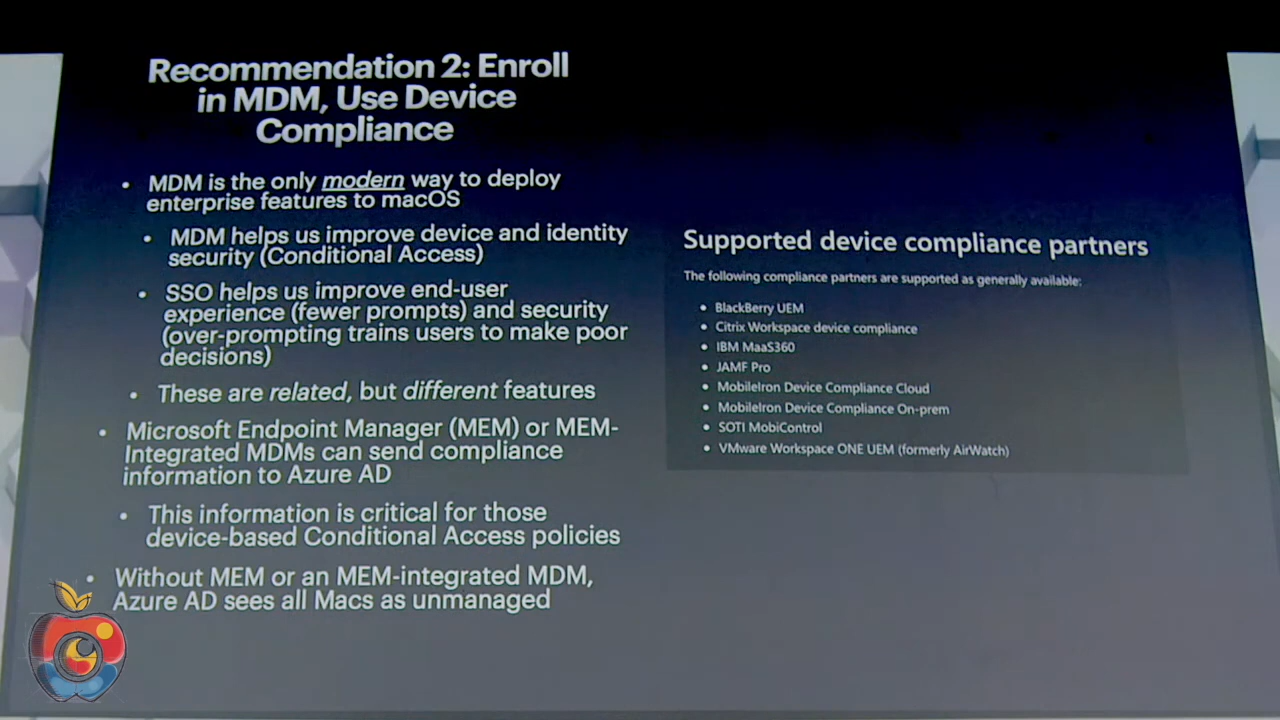 Recommendation 2: Enroll
in MDM, Use Device
Compliance
• MDM is the only modern way to deploy
enterprise features to macOS
• MDM helps us improve device and identity
security (Conditional Access)
• SSO helps us improve end-user
experience (fewer prompts) and security
(over-prompting trains users to make poor
decisions)
• These are related, but different features
• Microsoft Endpoint Manager (MEM) or MEM-
Integrated MDMs can send compliance
information to Azure AD
• This information is critical for those
device-based Conditional Access policies
• Without MEM or an MEM-integrated MDM,
Azure AD sees all Macs as unmanaged
Supported device compliance partners
The following compliance partners are supported as generally available:
• BlackBerry UEM
• Citrix Workspace device compliance
• IBM MaaS360
• JAMF Pro
• MobileIron Device Compliance Cloud
• MobileIron Device Compliance On-prem
• SOTI MobiControl
• VMware Workspace ONE UEM (formerly AirWatch)